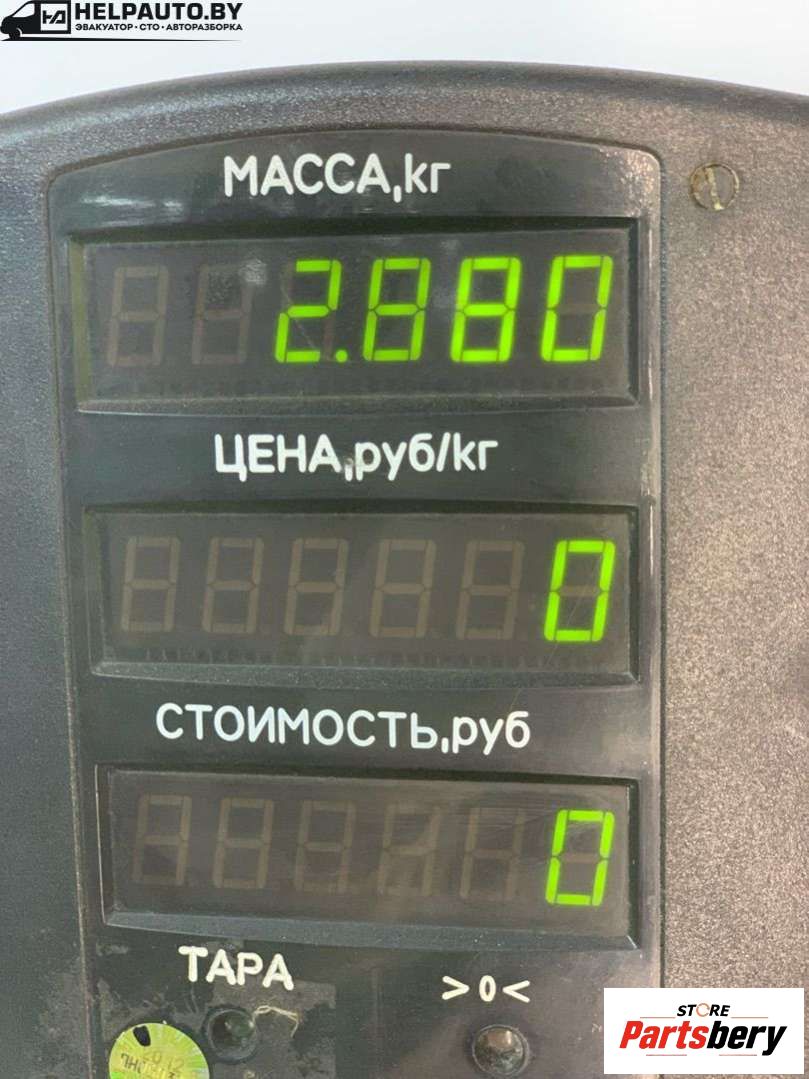 HELPAUTO.BY
ЭВАКУАТОР · СТО · АВТОРАЗБОРКА
МАССА,кг
2.880
ЦЕНА,руб/кг
0
СТОИМОСТЬ,руб
0
ТАРА
>0<
STORE
Partsbery